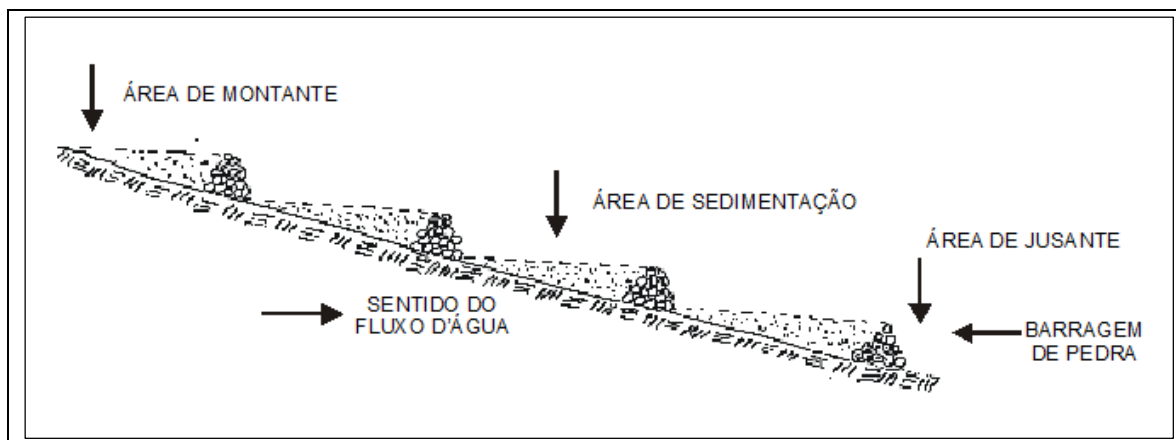 ÁREA DE MONTANTE
ÁREA DE SEDIMENTAÇÃO
ÁREA DE JUSANTE
SENTIDO DO
FLUXO D'ÁGUA
BARRAGEM
DE PEDRA